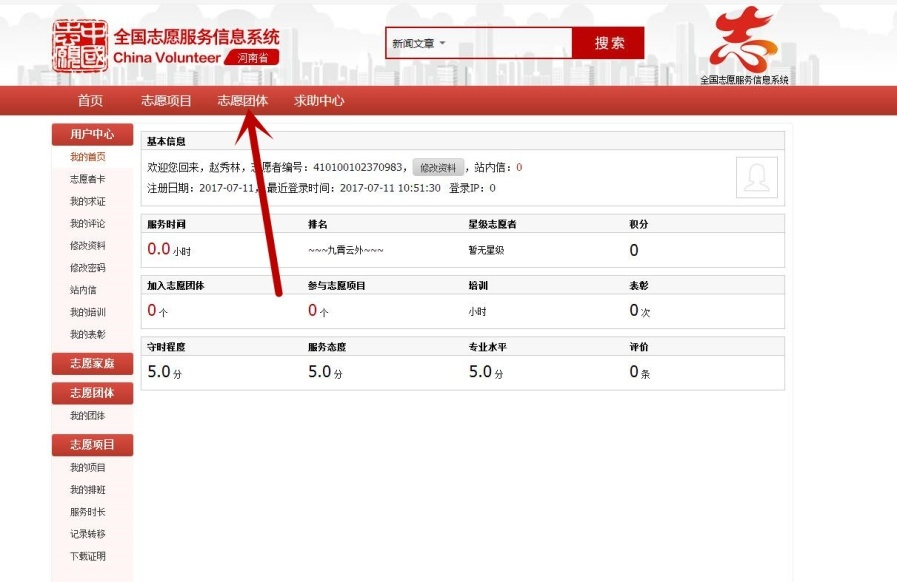 中國志願
全国志愿服务信息系统
China Volunteer 河南省
新闻文章 搜索
全国志愿服务信息系统
首页 志愿项目 志愿团体 求助中心
用户中心
我的首页
志愿者卡
我的求证
我的评论
修改资料
修改密码
站内信
我的培训
我的表彰
志愿家庭
志愿团体
我的团体
志愿项目
我的项目
我的排班
服务时长
记录转移
下载证明
基本信息
欢迎您回来，赵秀林，志愿者编号：410100102370983， 修改资料 ，站内信：0
注册日期：2017-07-11，最近登录时间：2017-07-11 10:51:30 登录IP：0
服务时间 排名 星级志愿者 积分
0.0 小时 ~~~九霄云外~~~ 暂无星级 0
加入志愿团体 参与志愿项目 培训 表彰
0 个 0 个 小时 0 次
守时程度 服务态度 专业水平 评价
5.0 分 5.0 分 5.0 分 0 条